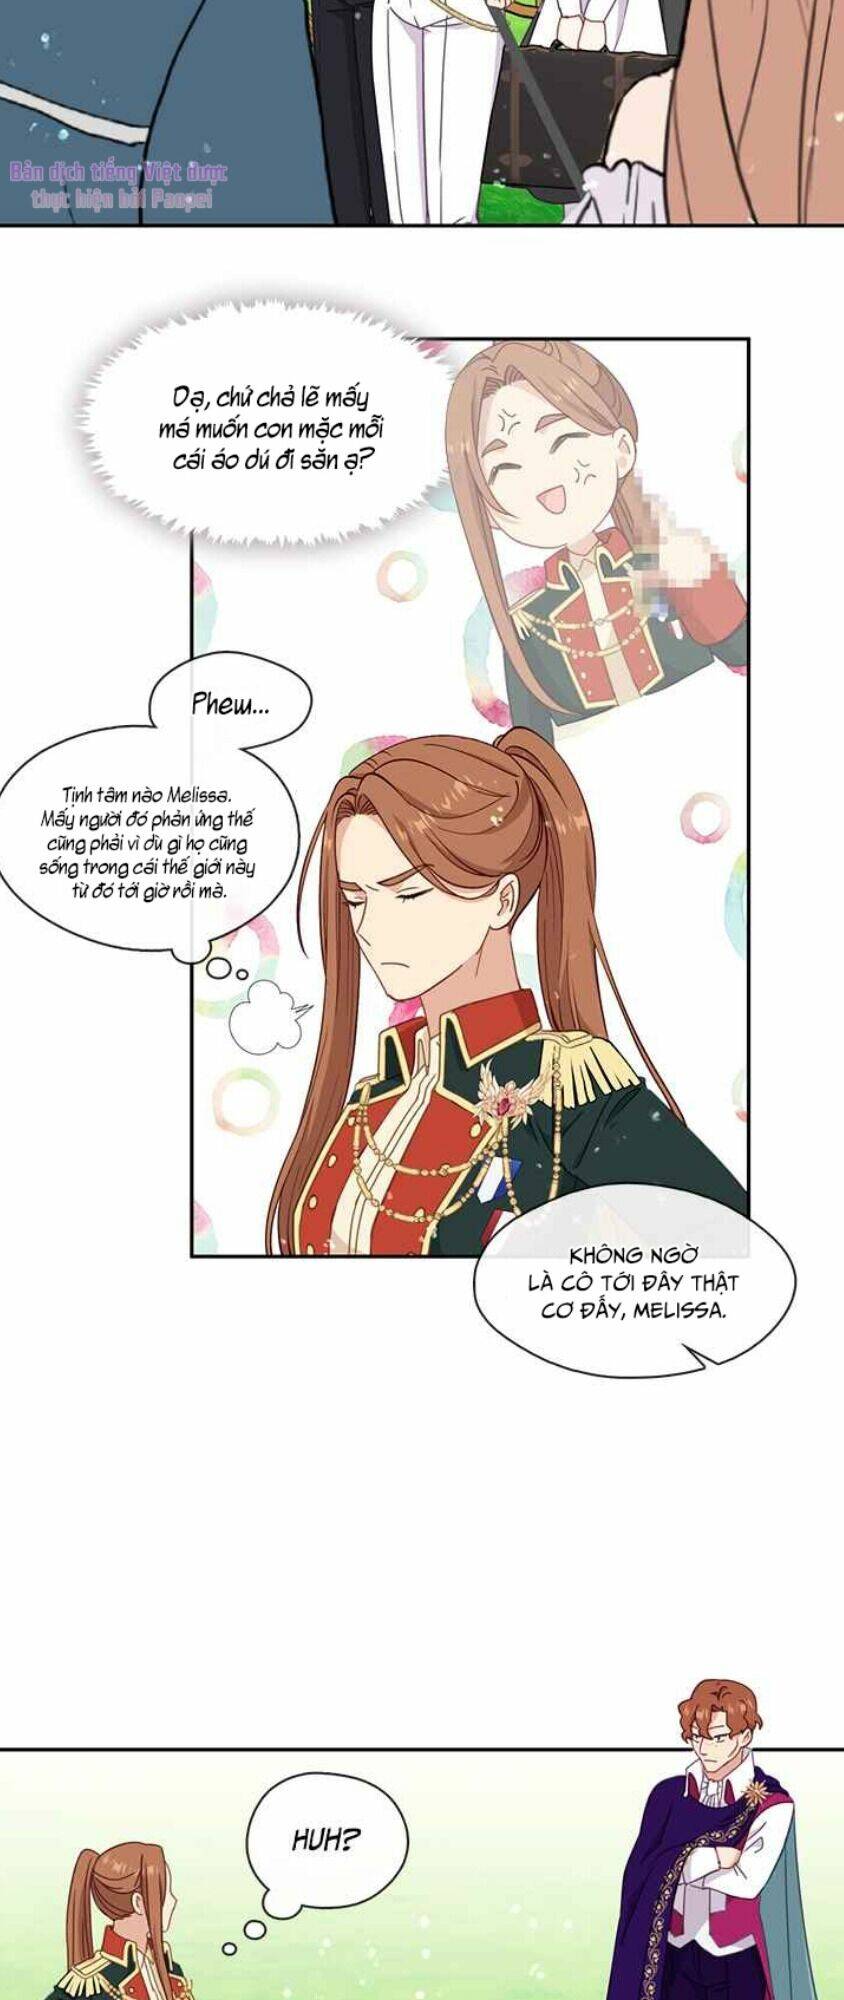 Bản dịch tiếng Việt được
thực hiện bởi Paopei
Dạ, chứ chả lẽ mấy
má muốn con mặc mỗi
cái áo dú đi săn ạ?
Phew...
Tịnh tâm nào Melissa.
Mấy người đó phản ứng thế
cũng phải vì dù gì họ cũng
sống trong cái thế giới này
từ đó tới giờ rồi mà.
KHÔNG NGỜ
LÀ CÔ TỚI ĐÂY THẬT
CƠ ĐẤY, MELISSA.
HUH?